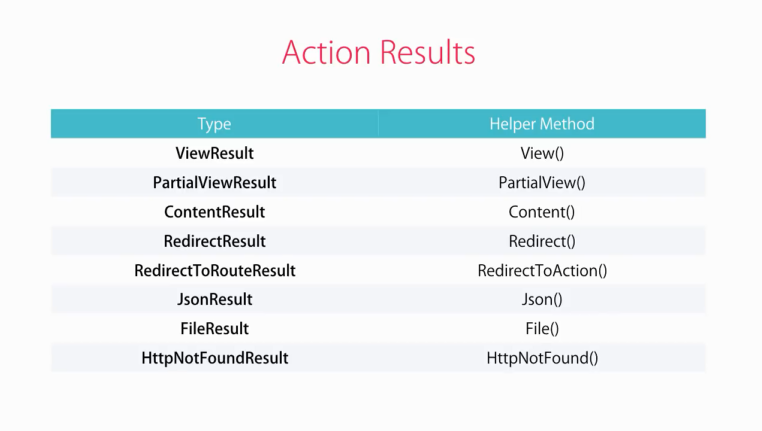 Action Results
Type Helper Method
ViewResult View()
PartialViewResult PartialView()
ContentResult Content()
RedirectResult Redirect()
RedirectToRouteResult RedirectToAction()
JsonResult Json()
FileResult File()
HttpNotFoundResult HttpNotFound()